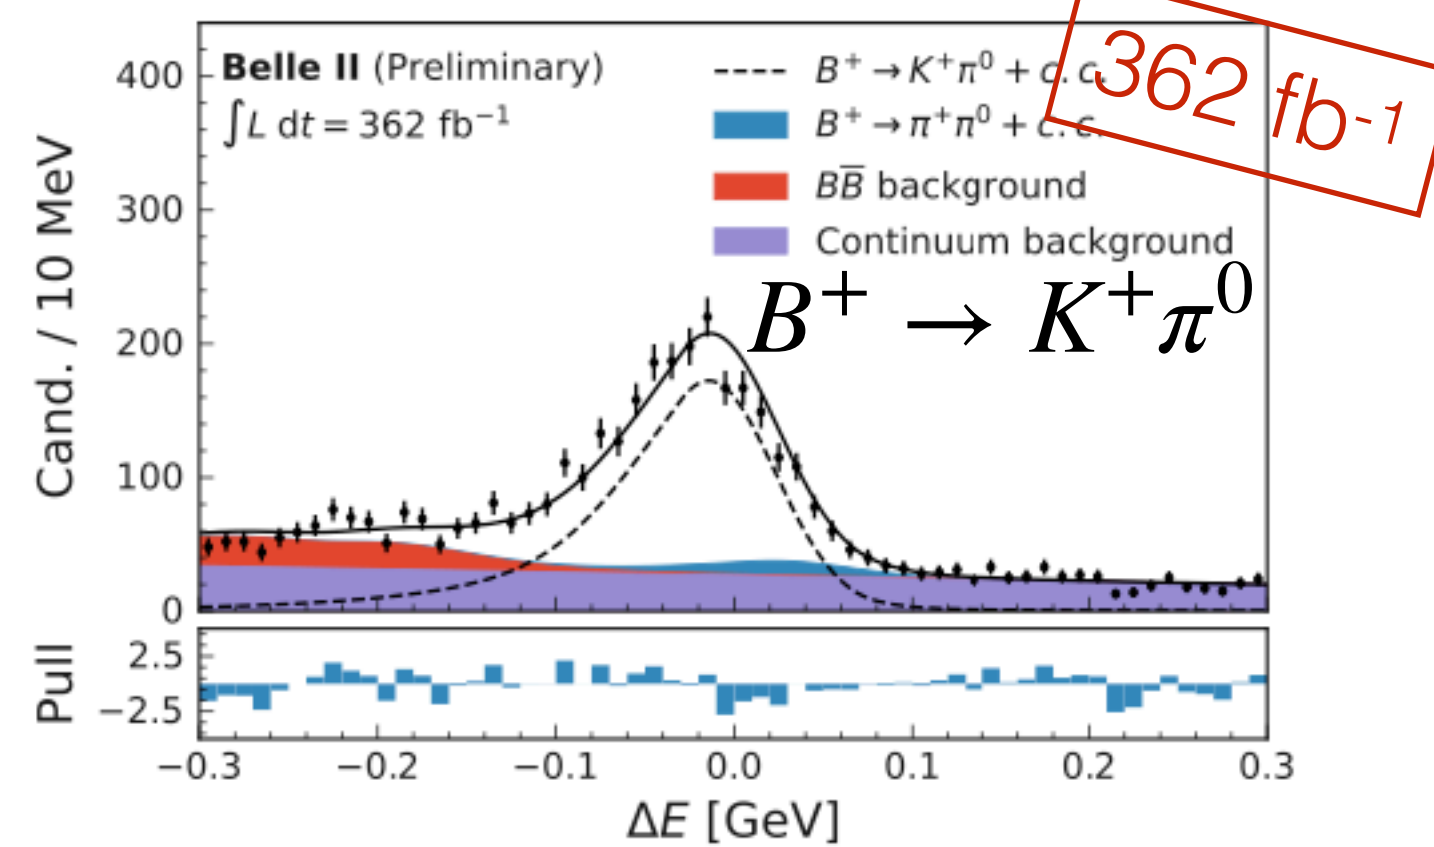 Belle II (Preliminary)
∫L dt = 362 fb⁻¹
B⁺ → K⁺π⁰ + c. c.
B⁺ → π⁺π⁰ + c. c.
BB̅ background
Continuum background
362 fb⁻¹
B⁺ → K⁺π⁰
Cand. / 10 MeV
400
300
200
100
0
Pull
2.5
−2.5
−0.3 −0.2 −0.1 0.0 0.1 0.2 0.3
ΔE [GeV]